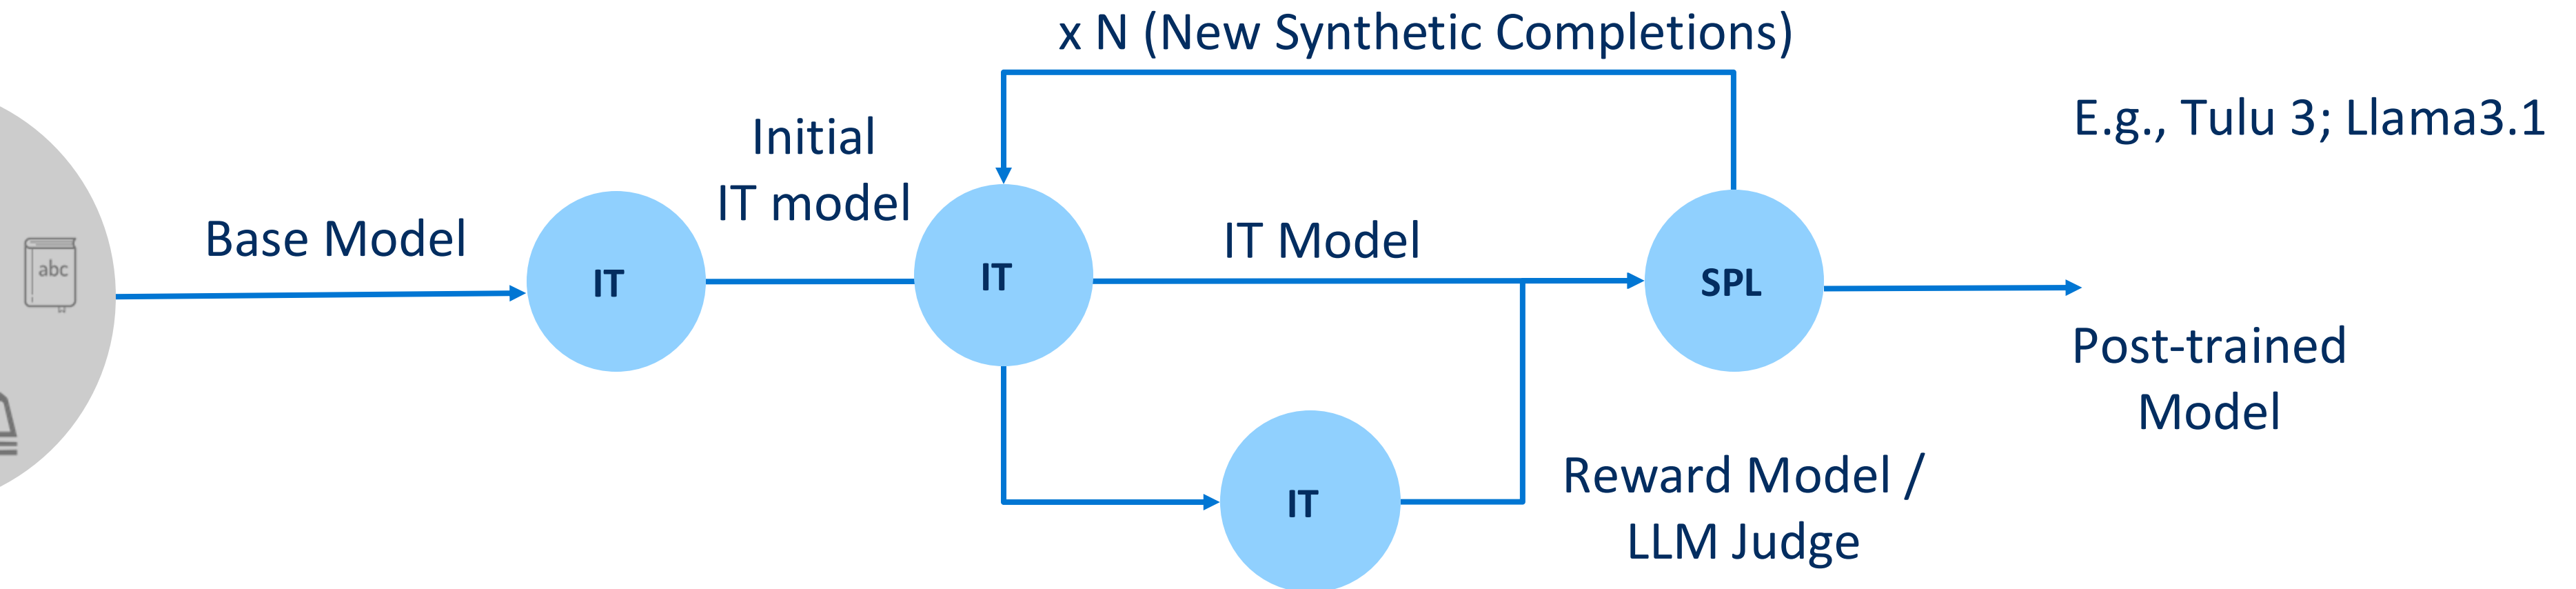 x N (New Synthetic Completions)
E.g., Tulu 3; Llama3.1
Initial
IT model
Base Model
IT Model
abc
IT
IT
SPL
Post-trained
Model
IT
Reward Model /
LLM Judge